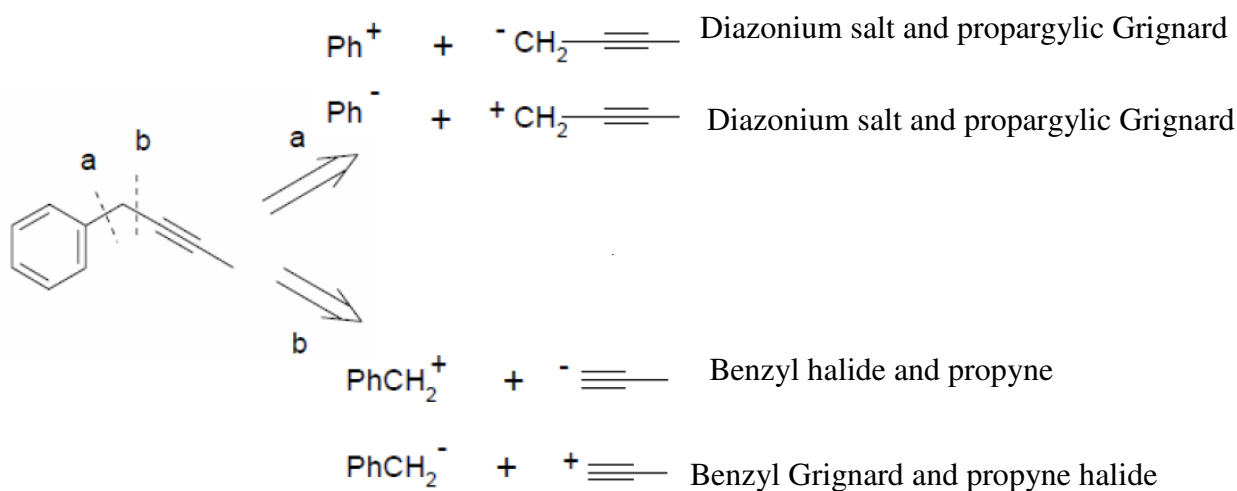 Ph+ + -CH2 Diazonium salt and propargylic Grignard
Ph- + +CH2 Diazonium salt and propargylic Grignard
a
a b
b
PhCH2+ + - Benzyl halide and propyne
PhCH2- + + Benzyl Grignard and propyne halide